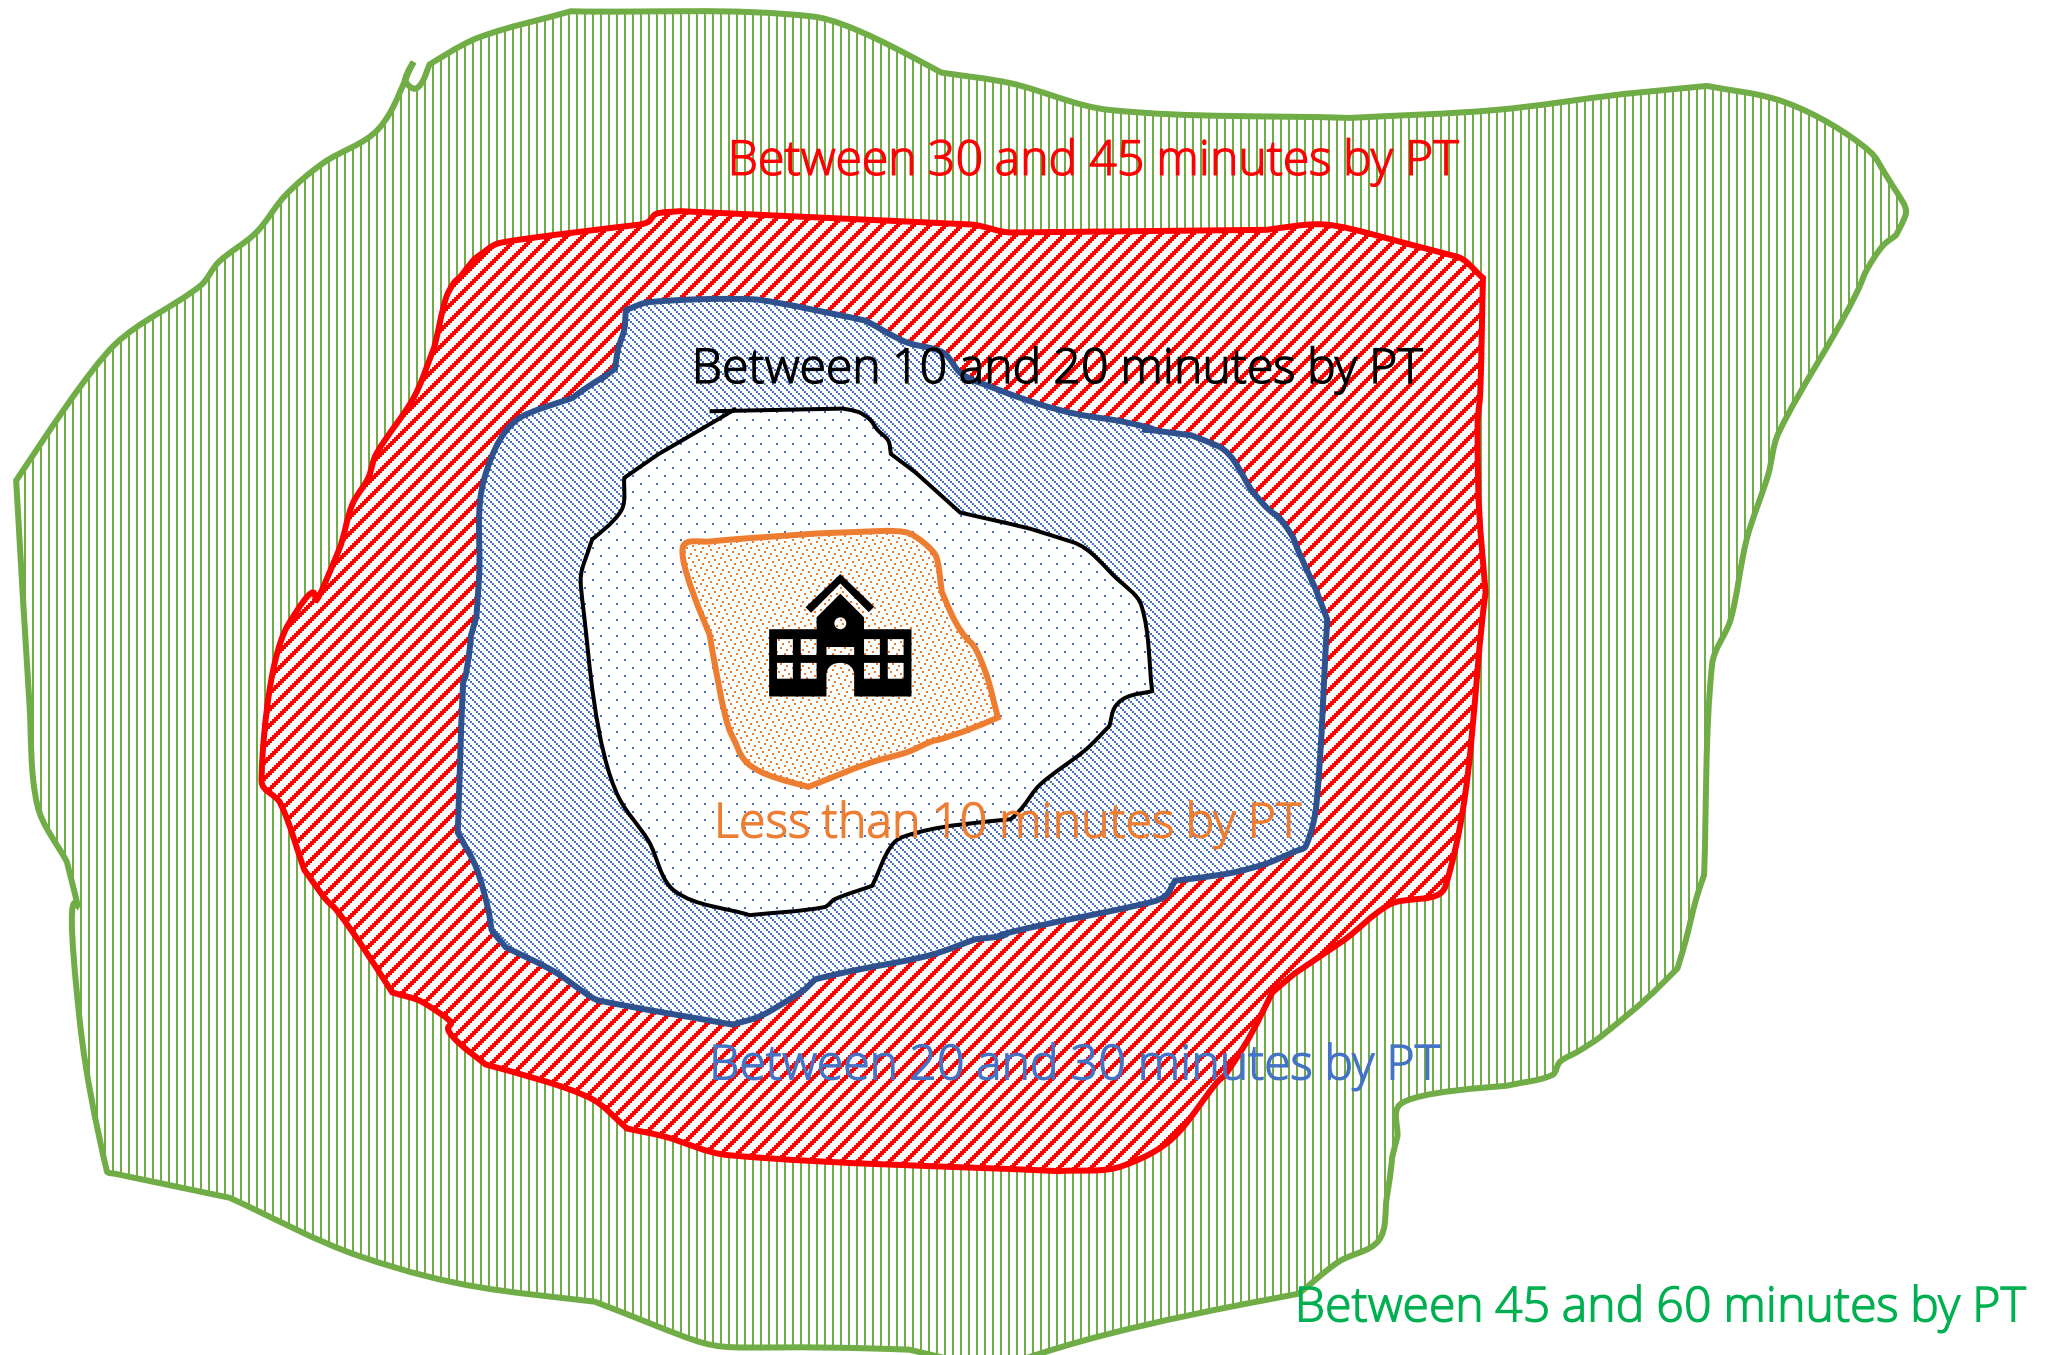 Between 30 and 45 minutes by PT
Between 10 and 20 minutes by PT
Less than 10 minutes by PT
Between 20 and 30 minutes by PT
Between 45 and 60 minutes by PT